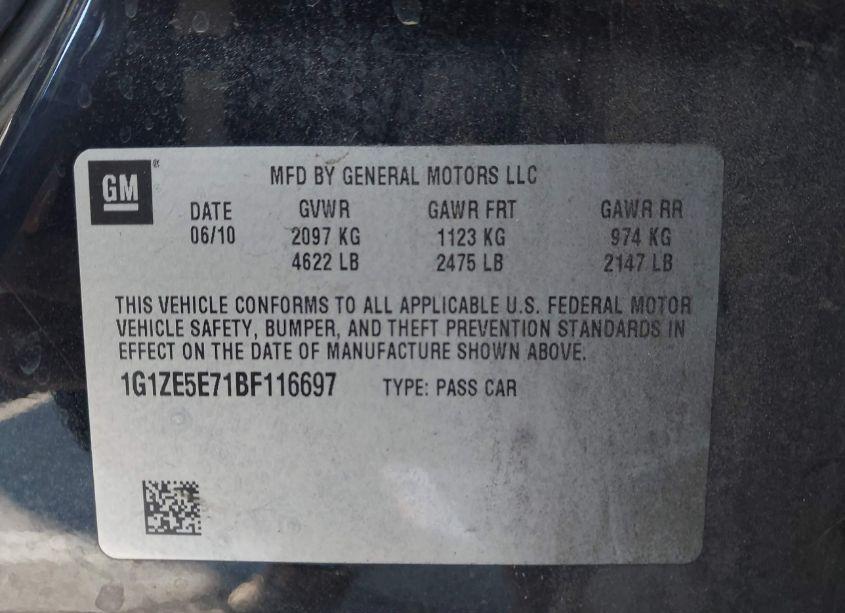 GM®
MFD BY GENERAL MOTORS LLC
DATE GVWR GAWR FRT GAWR RR
06/10 2097 KG 1123 KG 974 KG
4622 LB 2475 LB 2147 LB
THIS VEHICLE CONFORMS TO ALL APPLICABLE U.S. FEDERAL MOTOR
VEHICLE SAFETY, BUMPER, AND THEFT PREVENTION STANDARDS IN
EFFECT ON THE DATE OF MANUFACTURE SHOWN ABOVE.
1G1ZE5E71BF116697 TYPE: PASS CAR